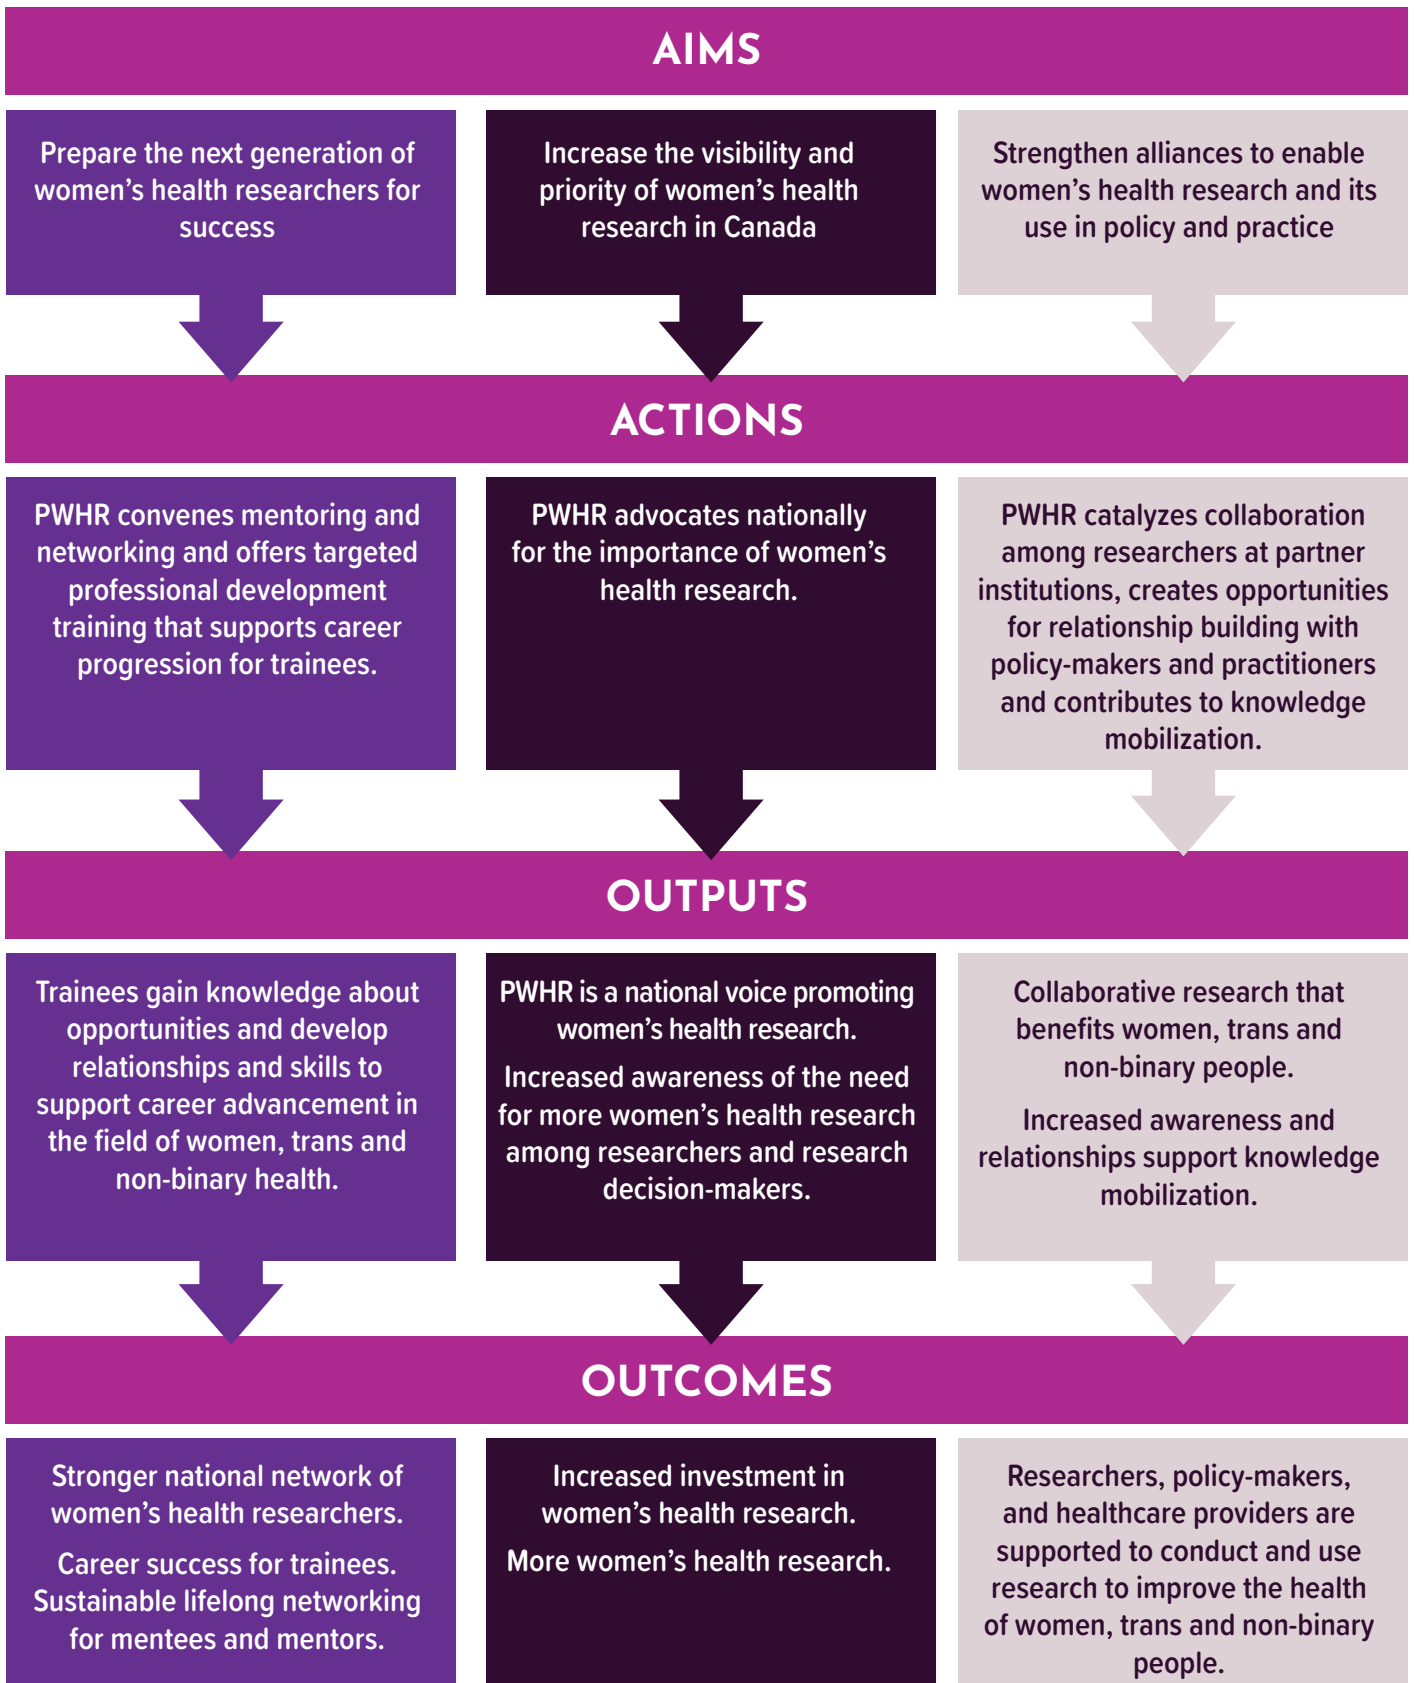 AIMS
Prepare the next generation of
women’s health researchers for
success
Increase the visibility and
priority of women’s health
research in Canada
Strengthen alliances to enable
women’s health research and its
use in policy and practice
ACTIONS
PWHR convenes mentoring and
networking and offers targeted
professional development
training that supports career
progression for trainees.
PWHR advocates nationally
for the importance of women’s
health research.
PWHR catalyzes collaboration
among researchers at partner
institutions, creates opportunities
for relationship building with
policy-makers and practitioners
and contributes to knowledge
mobilization.
OUTPUTS
Trainees gain knowledge about
opportunities and develop
relationships and skills to
support career advancement in
the field of women, trans and
non-binary health.
PWHR is a national voice promoting
women’s health research.
Increased awareness of the need
for more women’s health research
among researchers and research
decision-makers.
Collaborative research that
benefits women, trans and
non-binary people.
Increased awareness and
relationships support knowledge
mobilization.
OUTCOMES
Stronger national network of
women’s health researchers.
Career success for trainees.
Sustainable lifelong networking
for mentees and mentors.
Increased investment in
women’s health research.
More women’s health research.
Researchers, policy-makers,
and healthcare providers are
supported to conduct and use
research to improve the health
of women, trans and non-binary
people.